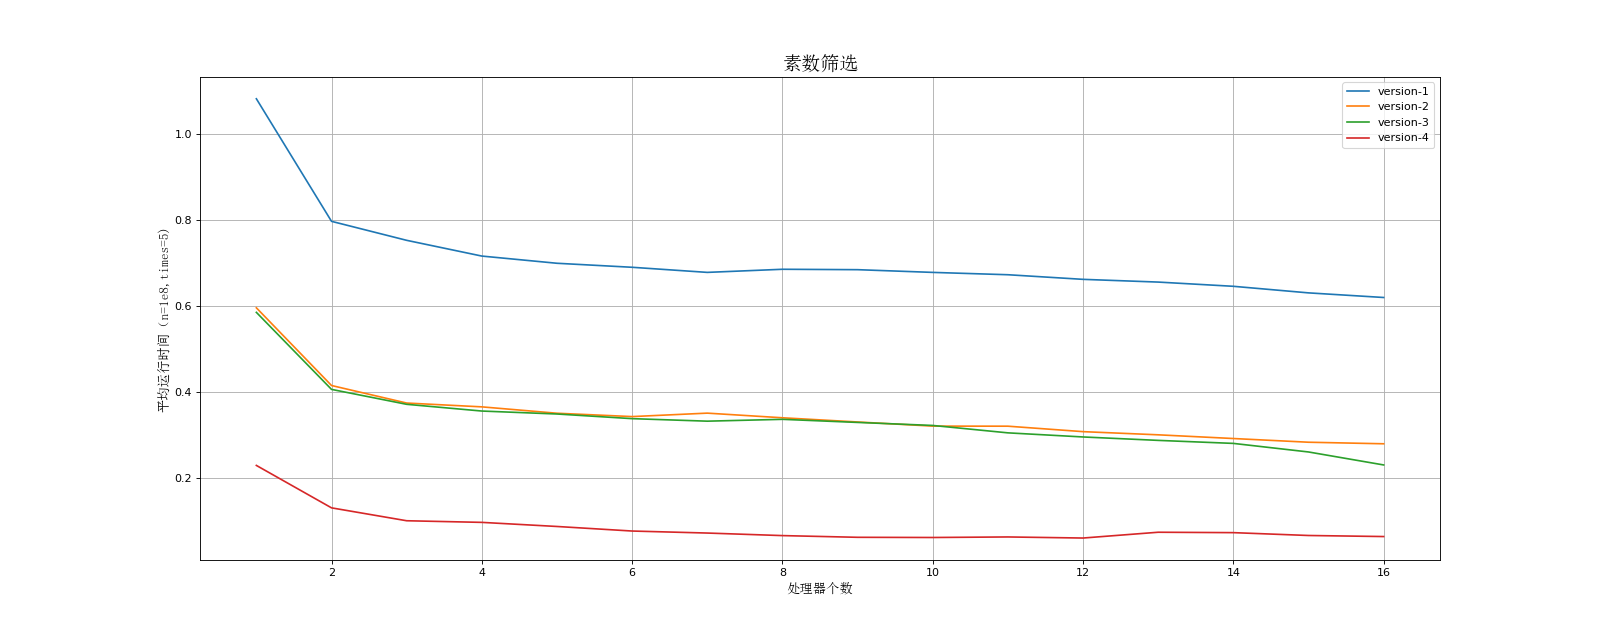 素数筛选
version-1
version-2
version-3
version-4
1.0
0.8
0.6
0.4
0.2
平均运行时间（n=1e8,times=5)
2 4 6 8 10 12 14 16
处理器个数